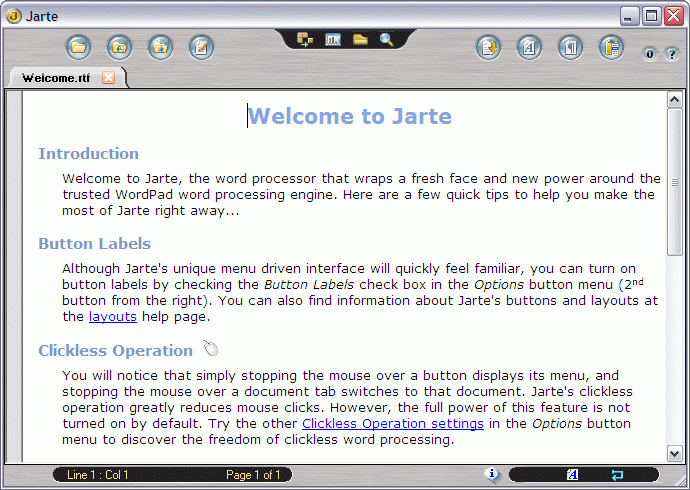 Jarte
o ?
Welcome.rtf
Welcome to Jarte
Introduction
Welcome to Jarte, the word processor that wraps a fresh face and new power around the
trusted WordPad word processing engine. Here are a few quick tips to help you make the
most of Jarte right away...
Button Labels
Although Jarte's unique menu driven interface will quickly feel familiar, you can turn on
button labels by checking the Button Labels check box in the Options button menu (2nd
button from the right). You can also find information about Jarte's buttons and layouts at
the layouts help page.
Clickless Operation
You will notice that simply stopping the mouse over a button displays its menu, and
stopping the mouse over a document tab switches to that document. Jarte's clickless
operation greatly reduces mouse clicks. However, the full power of this feature is not
turned on by default. Try the other Clickless Operation settings in the Options button
menu to discover the freedom of clickless word processing.
Line 1 : Col 1 Page 1 of 1